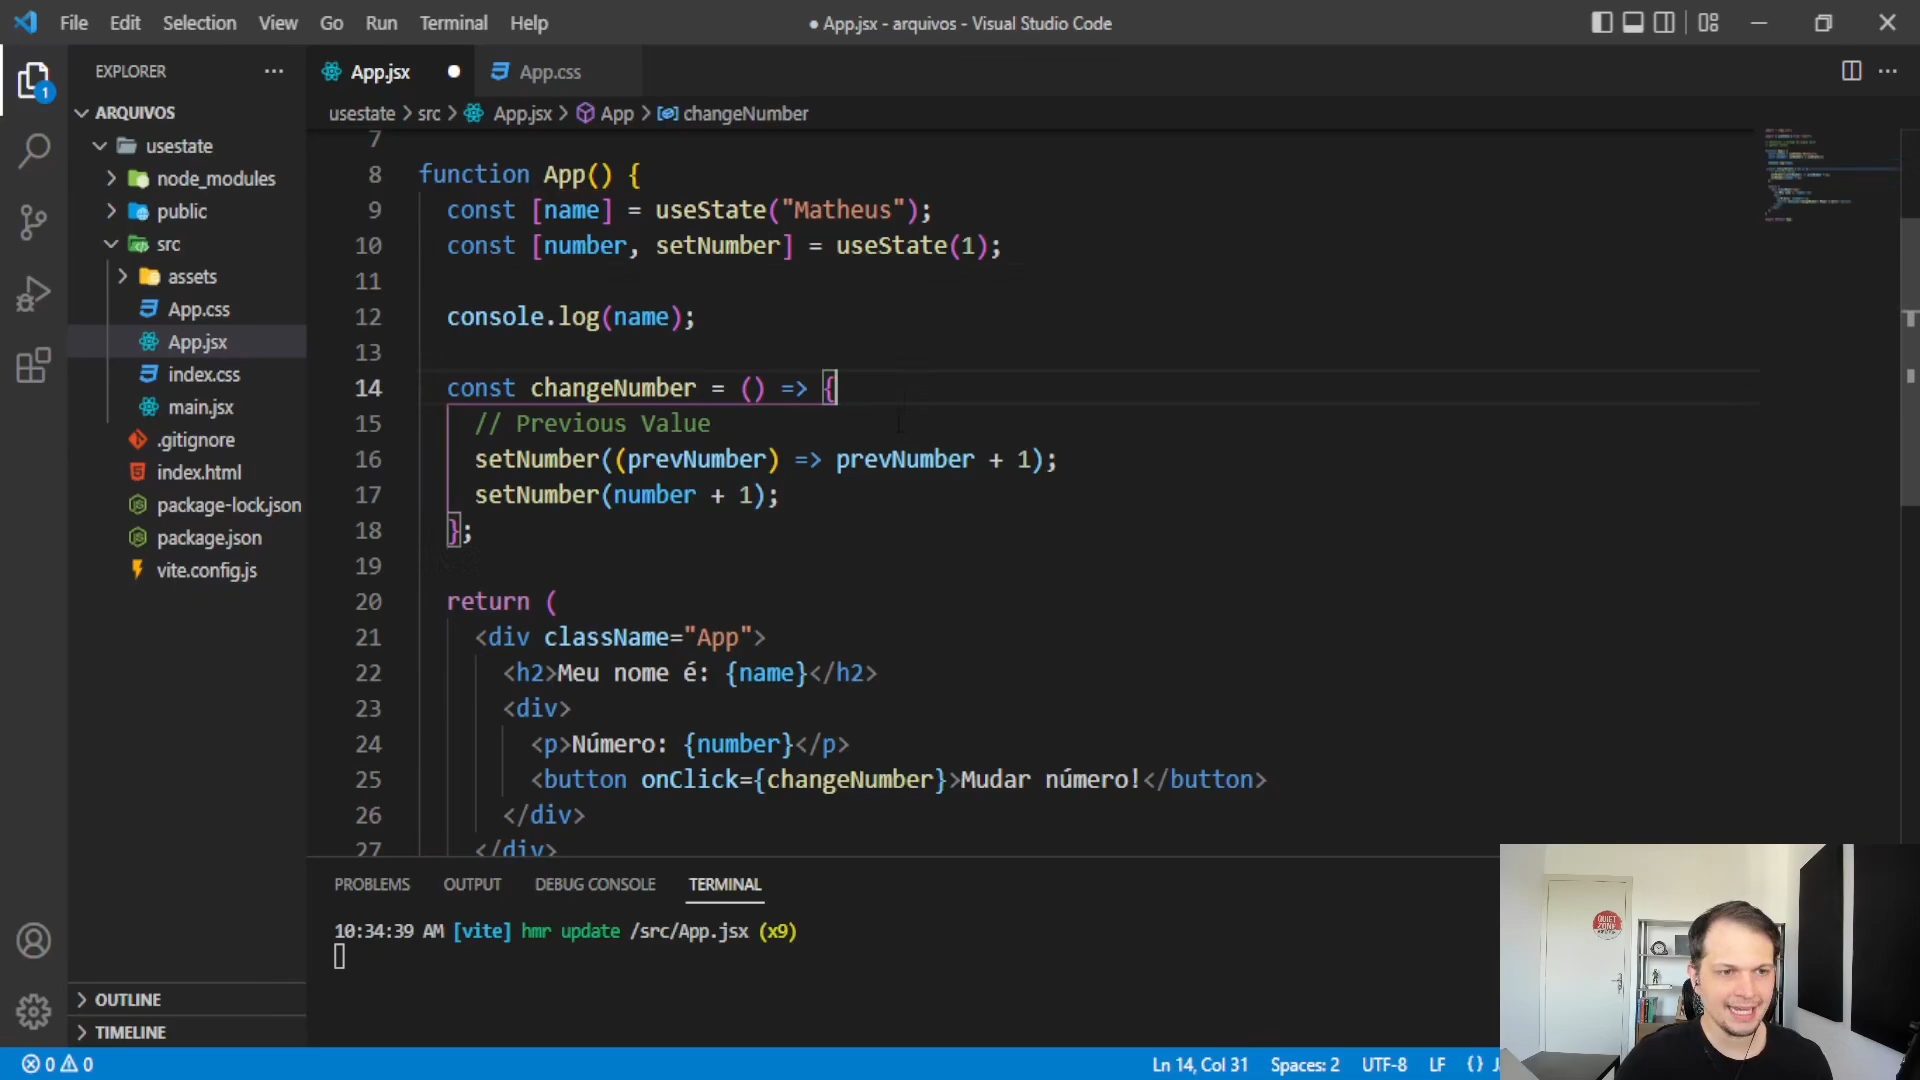 File Edit Selection View Go Run Terminal Help
● App.jsx - arquivos - Visual Studio Code
EXPLORER
ARQUIVOS
usestate
node_modules
public
src
assets
App.css
App.jsx
index.css
main.jsx
.gitignore
index.html
package-lock.json
package.json
vite.config.js
OUTLINE
TIMELINE
1
App.jsx
App.css
usestate > src > App.jsx > App > changeNumber
7
8 function App() {
9 const [name] = useState("Matheus");
10 const [number, setNumber] = useState(1);
11
12 console.log(name);
13
14 const changeNumber = () => {
15 // Previous Value
16 setNumber((prevNumber) => prevNumber + 1);
17 setNumber(number + 1);
18 };
19
20 return (
21 <div className="App">
22 <h2>Meu nome é: {name}</h2>
23 <div>
24 <p>Número: {number}</p>
25 <button onClick={changeNumber}>Mudar número!</button>
26 </div>
27 </div>
PROBLEMS OUTPUT DEBUG CONSOLE TERMINAL
10:34:39 AM [vite] hmr update /src/App.jsx (x9)
QUIET
ZONE
0 0
Ln 14, Col 31 Spaces: 2 UTF-8 LF {}